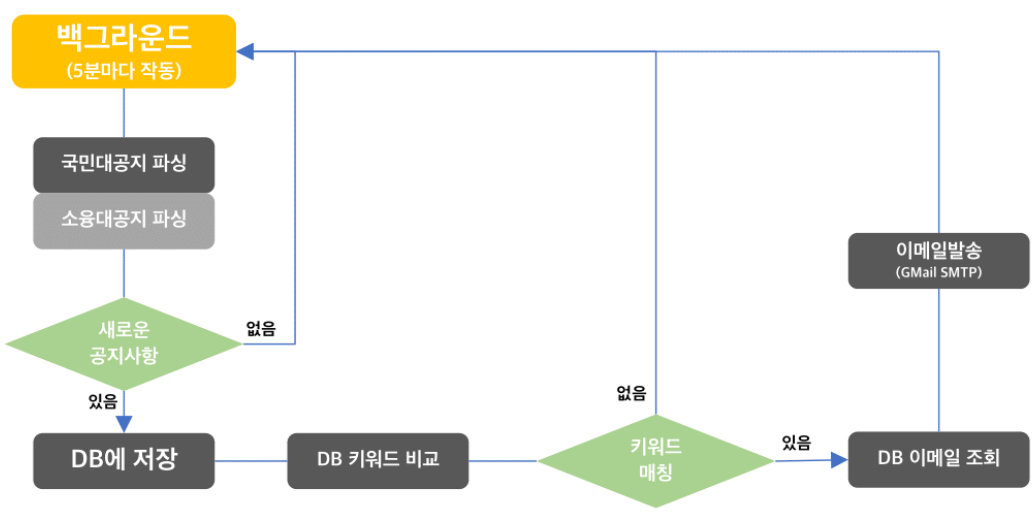 백그라운드
(5분마다 작동)
국민대공지 파싱
소융대공지 파싱
새로운
공지사항
없음
있음
DB에 저장
DB 키워드 비교
키워드
매칭
없음
있음
DB 이메일 조회
이메일발송
(GMail SMTP)